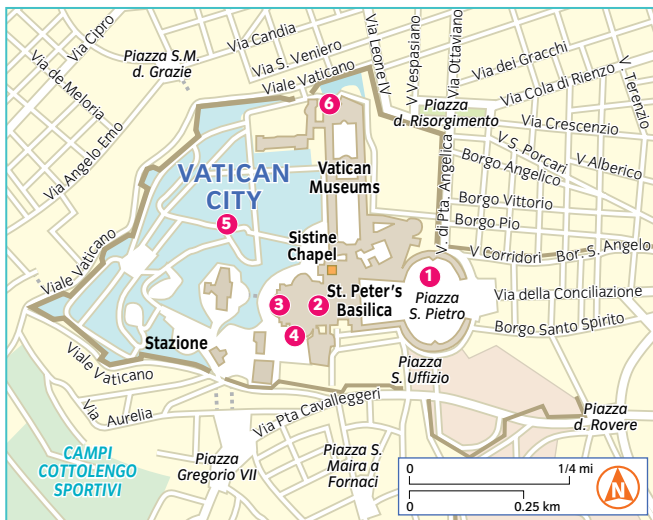 Via Cipro
Piazza S.M.
d. Grazie
Via Candia
Via S. Veniero
Viale Vaticano
Via Leone IV
V Vespasiano
Via Ottaviano
Via dei Gracchi
Via Cola di Rienzo
V. Terenzio
Via de Meloria
Via Angelo Emo
6
Piazza
d. Risorgimento
Via Crescenzio
V.S. Porcari
V Alberico
Borgo Angelico
VATICAN
CITY
5
Vatican
Museums
V. di Pta. Angelica
Borgo Vittorio
Borgo Pio
V Corridori
Bor. S. Angelo
Viale Vaticano
Sistine
Chapel
1
Piazza
S. Pietro
3
2
St. Peter's
Basilica
Via della Conciliazione
Borgo Santo Spirito
4
Stazione
Piazza
S. Uffizio
Viale Vaticano
Via
Aurelia
Via Pta Cavalleggeri
Piazza
d. Rovere
CAMPI
COTTOLENGO
SPORTIVI
Piazza
Gregorio VII
Piazza S.
Maira a
Fornaci
0
1/4 mi
0
0.25 km
N